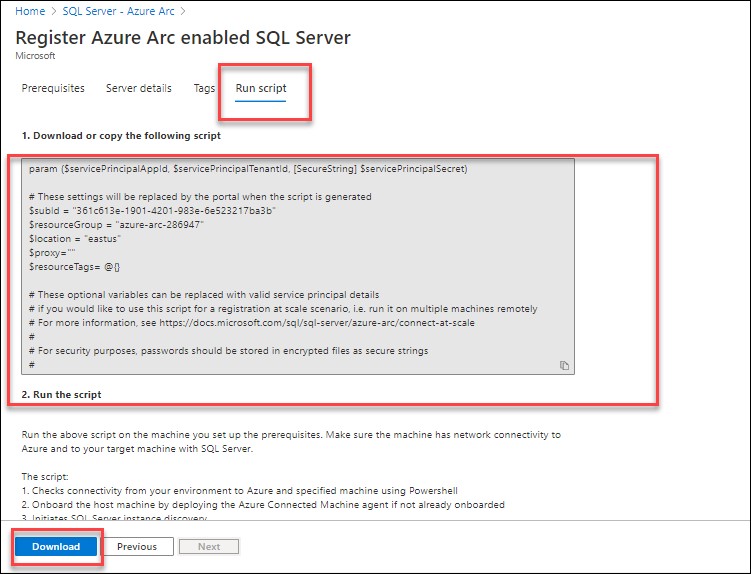 Home > SQL Server - Azure Arc >
Register Azure Arc enabled SQL Server
Microsoft
Prerequisites Server details Tags Run script
1. Download or copy the following script
param ($servicePrincipalAppId, $servicePrincipalTenantId, [SecureString] $servicePrincipalSecret)
# These settings will be replaced by the portal when the script is generated
$subId = "361c613e-1901-4201-983e-6e523217ba3b"
$resourceGroup = "azure-arc-286947"
$location = "eastus"
$proxy=""
$resourceTags= @{}
# These optional variables can be replaced with valid service principal details
# if you would like to use this script for a registration at scale scenario, i.e. run it on multiple machines remotely
# For more information, see https://docs.microsoft.com/sql/sql-server/azure-arc/connect-at-scale
#
# For security purposes, passwords should be stored in encrypted files as secure strings
#
2. Run the script
Run the above script on the machine you set up the prerequisites. Make sure the machine has network connectivity to
Azure and to your target machine with SQL Server.
The script:
1. Checks connectivity from your environment to Azure and specified machine using Powershell
2. Onboard the host machine by deploying the Azure Connected Machine agent if not already onboarded
3. Initiates SQL Server instance discovery
Download Previous Next